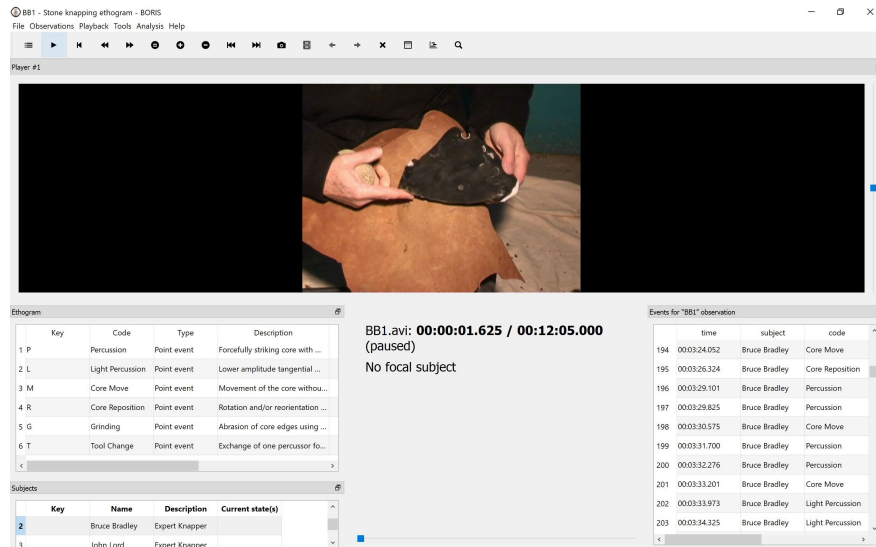 BB1 - Stone knapping ethogram - BORIS
File Observations Playback Tools Analysis Help
Player #1
Ethogram
Key Code Type Description
1 P Percussion Point event Forcefully striking core with ...
2 L Light Percussion Point event Lower amplitude tangential ...
3 M Core Move Point event Movement of the core withou...
4 R Core Reposition Point event Rotation and/or reorientation ...
5 G Grinding Point event Abrasion of core edges using ...
6 T Tool Change Point event Exchange of one percussor fo...
Subjects
Key Name Description Current state(s)
2 Bruce Bradley Expert Knapper
3 John Lord Expert Knapper
BB1.avi: 00:00:01.625 / 00:12:05.000
(paused)
No focal subject
Events for "BB1" observation
time subject code
194 00:03:24.052 Bruce Bradley Core Move
195 00:03:26.324 Bruce Bradley Core Reposition
196 00:03:29.101 Bruce Bradley Percussion
197 00:03:29.825 Bruce Bradley Percussion
198 00:03:30.575 Bruce Bradley Core Move
199 00:03:31.700 Bruce Bradley Percussion
200 00:03:32.276 Bruce Bradley Percussion
201 00:03:33.201 Bruce Bradley Core Move
202 00:03:33.973 Bruce Bradley Light Percussion
203 00:03:34.325 Bruce Bradley Light Percussion